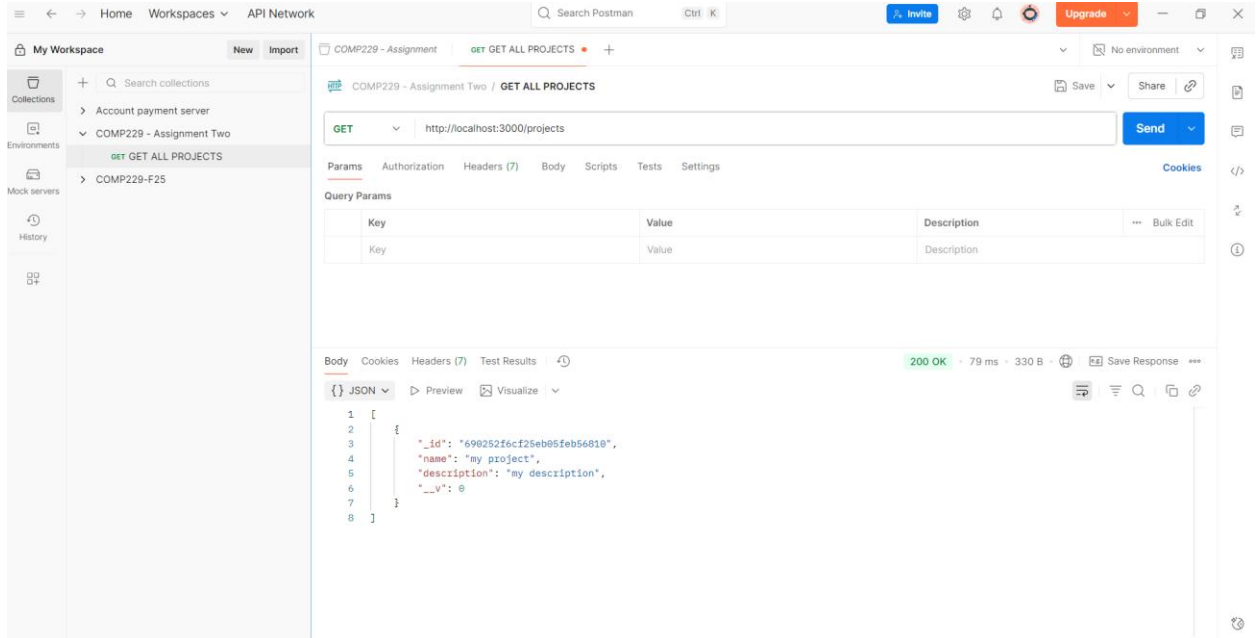 Home Workspaces API Network Search Postman Ctrl K Invite Upgrade
My Workspace New Import COMP229 - Assignment GET GET ALL PROJECTS No environment
Collections Search collections
Account payment server
COMP229 - Assignment Two
GET GET ALL PROJECTS
COMP229-F25
Environments
Mock servers
History
HTTP COMP229 - Assignment Two / GET ALL PROJECTS Save Share
GET http://localhost:3000/projects Send
Params Authorization Headers (7) Body Scripts Tests Settings Cookies
Query Params
Key Value Description Bulk Edit
Key Value Description
Body Cookies Headers (7) Test Results 200 OK 79 ms 330 B e.g. Save Response
{} JSON Preview Visualize
1 [
2 {
3 "_id": "690252f6cf25eb05feb56810",
4 "name": "my project",
5 "description": "my description",
6 "__v": 0
7 }
8 ]